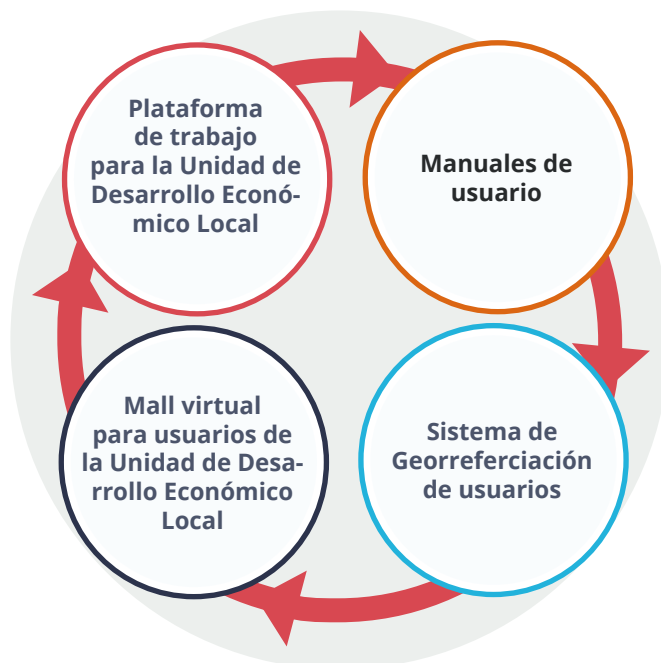 Plataforma
de trabajo
para la Unidad de
Desarrollo Econó-
mico Local
Manuales de
usuario
Mall virtual
para usuarios de
la Unidad de Desa-
rrollo Económico
Local
Sistema de
Georreferciación
de usuarios